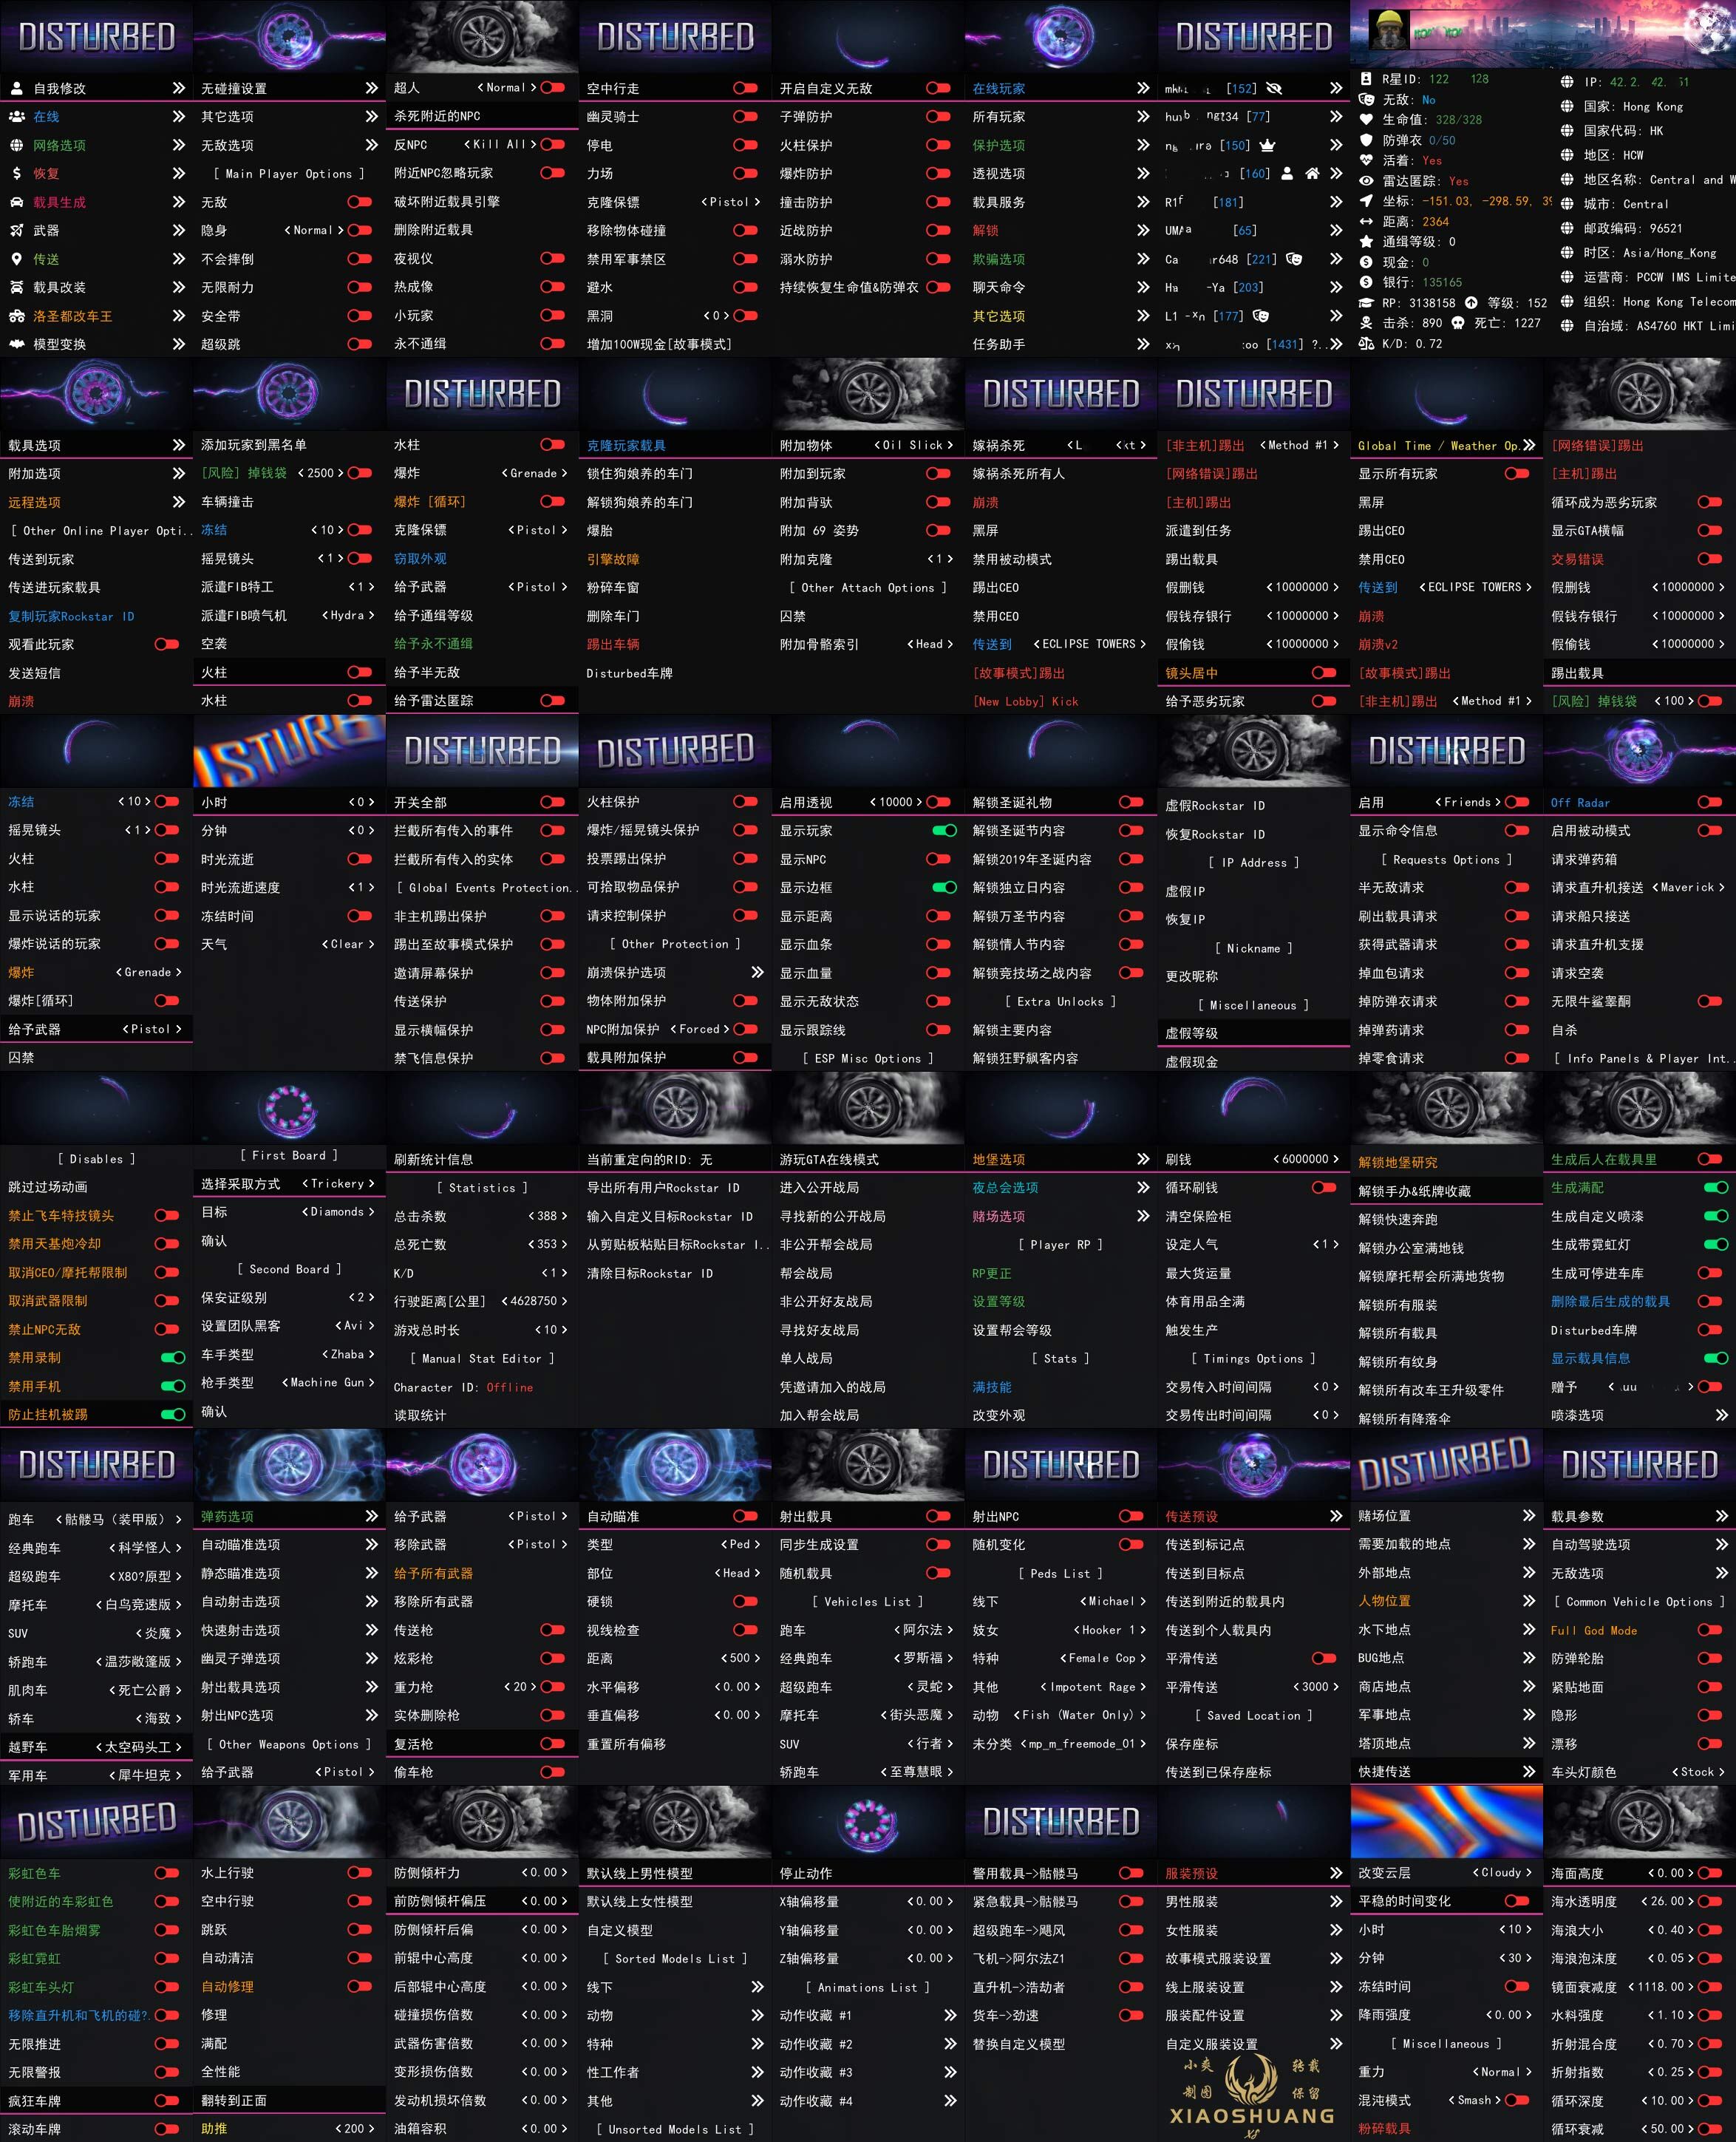 DISTURBED
自我修改
在线
网络选项
恢复
载具生成
武器
传送
载具改装
洛圣都改车王
模型变换
无碰撞设置
其它选项
无敌选项
[ Main Player Options ]
无敌
隐身 <Normal>
不会摔倒
无限耐力
安全带
超级跳
超人 <Normal>
杀死附近的NPC
反NPC <Kill All>
附近NPC忽略玩家
破坏附近载具引擎
删除附近载具
夜视仪
热成像
小玩家
永不通缉
DISTURBED
空中行走
幽灵骑士
停电
力场
克隆保镖 <Pistol>
移除物体碰撞
禁用军事禁区
避水
黑洞 <0>
增加100W现金[故事模式]
开启自定义无敌
子弹防护
火柱保护
爆炸防护
撞击防护
近战防护
溺水防护
持续恢复生命值&防弹衣
在线玩家
所有玩家
保护选项
透视选项
载具服务
解锁
欺骗选项
聊天命令
其它选项
任务助手
DISTURBED
[152]
[77]
[150]
[160]
[181]
[65]
r648 [221]
-Ya [203]
[177]
[1431] ?..
R星ID: 122 128
无敌: No
生命值: 328/328
防弹衣 0/50
活着: Yes
雷达匿踪: Yes
坐标: -151.03, -298.59, 39
距离: 2364
通缉等级: 0
现金: 0
银行: 135165
RP: 3138158 等级: 152
击杀: 890 死亡: 1227
K/D: 0.72
IP: 42.2. 42. 51
国家: Hong Kong
国家代码: HK
地区: HCW
地区名称: Central and W
城市: Central
邮政编码: 96521
时区: Asia/Hong_Kong
运营商: PCCW IMS Limite
组织: Hong Kong Telecom
自治域: AS4760 HKT Limi
载具选项
附加选项
远程选项
[ Other Online Player Opti..
传送到玩家
传送进玩家载具
复制玩家Rockstar ID
观看此玩家
发送短信
崩溃
添加玩家到黑名单
[风险] 掉钱袋 <2500>
车辆撞击
冻结 <10>
摇晃镜头 <1>
派遣FIB特工 <1>
派遣FIB喷气机 <Hydra>
空袭
火柱
水柱
DISTURBED
水柱
爆炸 <Grenade>
爆炸 [循环]
克隆保镖 <Pistol>
窃取外观
给予武器 <Pistol>
给予通缉等级
给予永不通缉
给予半无敌
给予雷达匿踪
克隆玩家载具
锁住狗娘养的车门
解锁狗娘养的车门
爆胎
引擎故障
粉碎车窗
删除车门
踢出车辆
Disturbed车牌
附加物体 <Oil Slick>
附加到玩家
附加背驮
附加 69 姿势
附加克隆 <1>
[ Other Attach Options ]
囚禁
附加骨骼索引 <Head>
DISTURBED
嫁祸杀死
嫁祸杀死所有人
崩溃
黑屏
禁用被动模式
踢出CEO
禁用CEO
传送到 <ECLIPSE TOWERS>
[故事模式]踢出
[New Lobby] Kick
DISTURBED
[非主机]踢出 <Method #1>
[网络错误]踢出
[主机]踢出
派遣到任务
踢出载具
假删钱 <10000000>
假钱存银行 <10000000>
假偷钱 <10000000>
镜头居中
给予恶劣玩家
Global Time / Weather Op.
显示所有玩家
黑屏
踢出CEO
禁用CEO
传送到 <ECLIPSE TOWERS>
崩溃
崩溃v2
[故事模式]踢出
[非主机]踢出 <Method #1>
[网络错误]踢出
[主机]踢出
循环成为恶劣玩家
显示GTA横幅
交易错误
假删钱 <10000000>
假钱存银行 <10000000>
假偷钱 <10000000>
踢出载具
[风险] 掉钱袋 <100>
冻结 <10>
摇晃镜头 <1>
火柱
水柱
显示说话的玩家
爆炸说话的玩家
爆炸 <Grenade>
爆炸[循环]
给予武器 <Pistol>
囚禁
ISTURB
小时 <0>
分钟 <0>
时光流逝
时光流逝速度 <1>
冻结时间
天气 <Clear>
DISTURBED
开关全部
拦截所有传入的事件
拦截所有传入的实体
[ Global Events Protection..
非主机踢出保护
踢出至故事模式保护
邀请屏幕保护
传送保护
显示横幅保护
禁飞信息保护
DISTURBED
火柱保护
爆炸/摇晃镜头保护
投票踢出保护
可拾取物品保护
请求控制保护
[ Other Protection ]
崩溃保护选项
物体附加保护
NPC附加保护 <Forced>
载具附加保护
启用透视 <10000>
显示玩家
显示NPC
显示边框
显示距离
显示血条
显示血量
显示无敌状态
显示跟踪线
[ ESP Misc Options ]
解锁圣诞礼物
解锁圣诞节内容
解锁2019年圣诞内容
解锁独立日内容
解锁万圣节内容
解锁情人节内容
解锁竞技场之战内容
[ Extra Unlocks ]
解锁主要内容
解锁狂野飙客内容
虚假Rockstar ID
恢复Rockstar ID
[ IP Address ]
虚假IP
恢复IP
[ Nickname ]
更改昵称
[ Miscellaneous ]
虚假等级
虚假现金
DISTURBED
启用 <Friends>
显示命令信息
[ Requests Options ]
半无敌请求
刷出载具请求
获得武器请求
掉血包请求
掉防弹衣请求
掉弹药请求
掉零食请求
Off Radar
启用被动模式
请求弹药箱
请求直升机接送 <Maverick>
请求船只接送
请求直升机支援
请求空袭
无限牛鲨睾酮
自杀
[ Info Panels & Player Int..
[ Disables ]
跳过过场动画
禁止飞车特技镜头
禁用天基炮冷却
取消CEO/摩托帮限制
取消武器限制
禁止NPC无敌
禁用录制
禁用手机
防止挂机被踢
[ First Board ]
选择采取方式 <Trickery>
目标 <Diamonds>
确认
[ Second Board ]
保安证级别 <2>
设置团队黑客 <Avi>
车手类型 <Zhaba>
枪手类型 <Machine Gun>
确认
刷新统计信息
[ Statistics ]
总击杀数 <388>
总死亡数 <353>
K/D <1>
行驶距离[公里] <4628750>
游戏总时长 <10>
[ Manual Stat Editor ]
Character ID: Offline
读取统计
当前重定向的RID: 无
导出所有用户Rockstar ID
输入自定义目标Rockstar ID
从剪贴板粘贴目标Rockstar I..
清除目标Rockstar ID
游玩GTA在线模式
进入公开战局
寻找新的公开战局
非公开帮会战局
帮会战局
非公开好友战局
寻找好友战局
单人战局
凭邀请加入的战局
加入帮会战局
地堡选项
夜总会选项
赌场选项
[ Player RP ]
RP更正
设置等级
设置帮会等级
[ Stats ]
满技能
改变外观
刷钱 <6000000>
循环刷钱
清空保险柜
设定人气 <1>
最大货运量
体育用品全满
触发生产
[ Timings Options ]
交易传入时间间隔 <0>
交易传出时间间隔 <0>
解锁地堡研究
解锁手办&纸牌收藏
解锁快速奔跑
解锁办公室满地钱
解锁摩托帮会所满地货物
解锁所有服装
解锁所有载具
解锁所有纹身
解锁所有改车王升级零件
解锁所有降落伞
生成后人在载具里
生成满配
生成自定义喷漆
生成带霓虹灯
生成可停进车库
删除最后生成的载具
Disturbed车牌
显示载具信息
赠予
喷漆选项
DISTURBED
跑车 <骷髅马（装甲版）>
经典跑车 <科学怪人>
超级跑车 <X80?原型>
摩托车 <白鸟竞速版>
SUV <炎魔>
轿跑车 <温莎敞篷版>
肌肉车 <死亡公爵>
轿车 <海致>
越野车 <太空码头工>
军用车 <犀牛坦克>
弹药选项
自动瞄准选项
静态瞄准选项
自动射击选项
快速射击选项
幽灵子弹选项
射出载具选项
射出NPC选项
[ Other Weapons Options ]
给予武器 <Pistol>
给予武器 <Pistol>
移除武器 <Pistol>
给予所有武器
移除所有武器
传送枪
炫彩枪
重力枪 <20>
实体删除枪
复活枪
偷车枪
自动瞄准
类型 <Ped>
部位 <Head>
硬锁
视线检查
距离 <500>
水平偏移 <0.00>
垂直偏移 <0.00>
重置所有偏移
射出载具
同步生成设置
随机载具
[ Vehicles List ]
跑车 <阿尔法>
经典跑车 <罗斯福>
超级跑车 <灵蛇>
摩托车 <街头恶魔>
SUV <行者>
轿跑车 <至尊慧眼>
DISTURBED
射出NPC
随机变化
[ Peds List ]
线下 <Michael>
妓女 <Hooker 1>
特种 <Female Cop>
其他 <Impotent Rage>
动物 <Fish (Water Only)>
未分类 <mp_m_freemode_01>
传送预设
传送到标记点
传送到目标点
传送到附近的载具内
传送到个人载具内
平滑传送
平滑传送 <3000>
[ Saved Location ]
保存座标
传送到已保存座标
DISTURBED
赌场位置
需要加载的地点
外部地点
人物位置
水下地点
BUG地点
商店地点
军事地点
塔顶地点
快捷传送
DISTURBED
载具参数
自动驾驶选项
无敌选项
[ Common Vehicle Options ]
Full God Mode
防弹轮胎
紧贴地面
隐形
漂移
车头灯颜色 <Stock>
DISTURBED
彩虹色车
使附近的车彩虹色
彩虹色车胎烟雾
彩虹霓虹
彩虹车头灯
移除直升机和飞机的碰?.
无限推进
无限警报
疯狂车牌
滚动车牌
水上行驶
空中行驶
跳跃
自动清洁
自动修理
修理
满配
全性能
翻转到正面
助推 <200>
防侧倾杆力 <0.00>
前防侧倾杆偏压 <0.00>
防侧倾杆后偏 <0.00>
前辊中心高度 <0.00>
后部辊中心高度 <0.00>
碰撞损伤倍数 <0.00>
武器伤害倍数 <0.00>
变形损伤倍数 <0.00>
发动机损坏倍数 <0.00>
油箱容积 <0.00>
默认线上男性模型
默认线上女性模型
自定义模型
[ Sorted Models List ]
线下
动物
特种
性工作者
其他
[ Unsorted Models List ]
停止动作
X轴偏移量 <0.00>
Y轴偏移量 <0.00>
Z轴偏移量 <0.00>
[ Animations List ]
动作收藏 #1
动作收藏 #2
动作收藏 #3
动作收藏 #4
DISTURBED
警用载具->骷髅马
紧急载具->骷髅马
超级跑车->飓风
飞机->阿尔法Z1
直升机->浩劫者
货车->劲速
替换自定义模型
服装预设
男性服装
女性服装
故事模式服装设置
线上服装设置
服装配件设置
自定义服装设置
小爽 转载
制图 保留
XIAOSHUANG
XS
改变云层 <Cloudy>
平稳的时间变化
小时 <10>
分钟 <30>
冻结时间
降雨强度 <0.00>
[ Miscellaneous ]
重力 <Normal>
混沌模式 <Smash>
粉碎载具
海面高度 <0.00>
海水透明度 <26.00>
海浪大小 <0.40>
海浪泡沫度 <0.05>
镜面衰减度 <1118.00>
水料强度 <1.10>
折射混合度 <0.70>
折射指数 <0.25>
循环深度 <10.00>
循环衰减 <50.00>